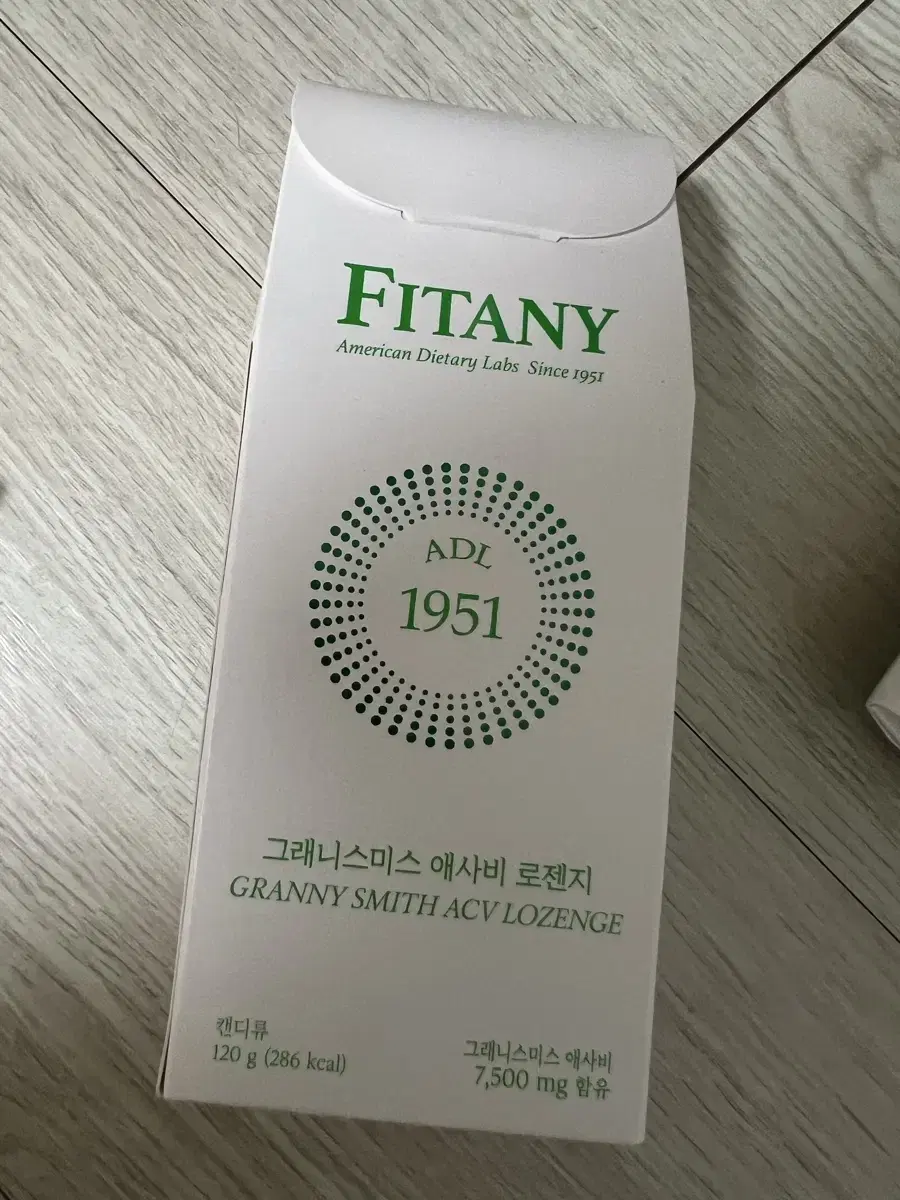 FITANY
American Dietary Labs Since 1951
ADL
1951
그래니스미스 애사비 로젠지
GRANNY SMITH ACV LOZENGE
캔디류
120 g (286 kcal)
그래니스미스 애사비
7,500 mg 함유